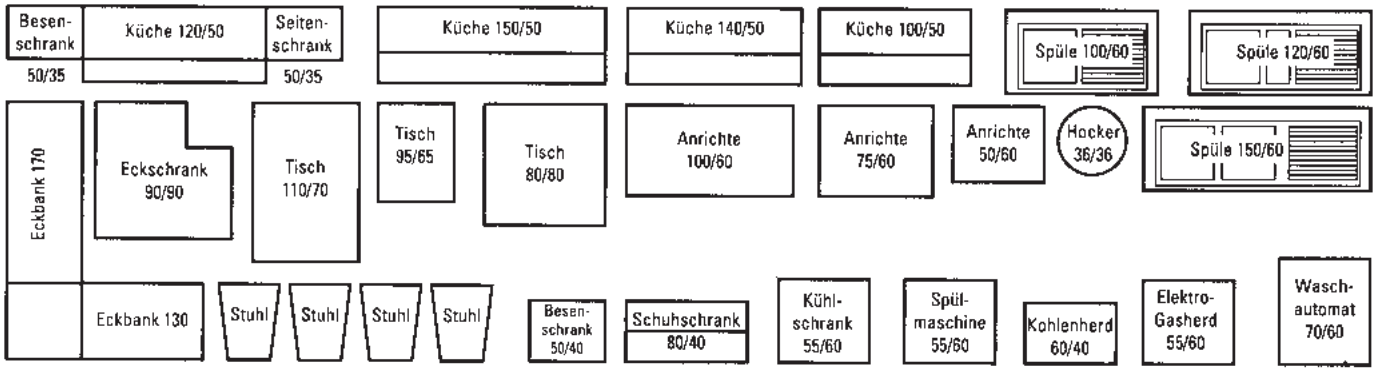 Besen-
schrank
50/35
Küche 120/50
Seiten-
schrank
50/35
Küche 150/50
Küche 140/50
Küche 100/50
Spüle 100/60
Spüle 120/60
Eckbank 170
Eckschrank
90/90
Tisch
110/70
Tisch
95/65
Tisch
80/80
Anrichte
100/60
Anrichte
75/60
Anrichte
50/60
Hocker
36/36
Spüle 150/60
Eckbank 130
Stuhl
Stuhl
Stuhl
Stuhl
Besen-
schrank
50/40
Schuhschrank
80/40
Kühl-
schrank
55/60
Spül-
maschine
55/60
Kohlenherd
60/40
Elektro-
Gasherd
55/60
Wasch-
automat
70/60